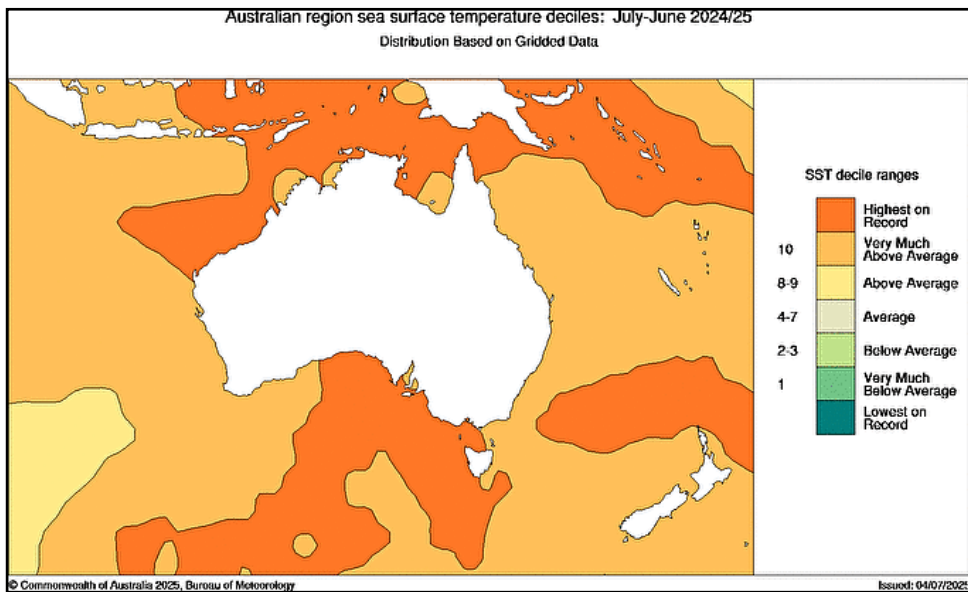 Australian region sea surface temperature deciles: July-June 2024/25
Distribution Based on Gridded Data
SST decile ranges
Highest on
Record
10
Very Much
Above Average
8-9
Above Average
4-7
Average
2-3
Below Average
1
Very Much
Below Average
Lowest on
Record
© Commonwealth of Australia 2025, Bureau of Meteorology
Issued: 04/07/2025